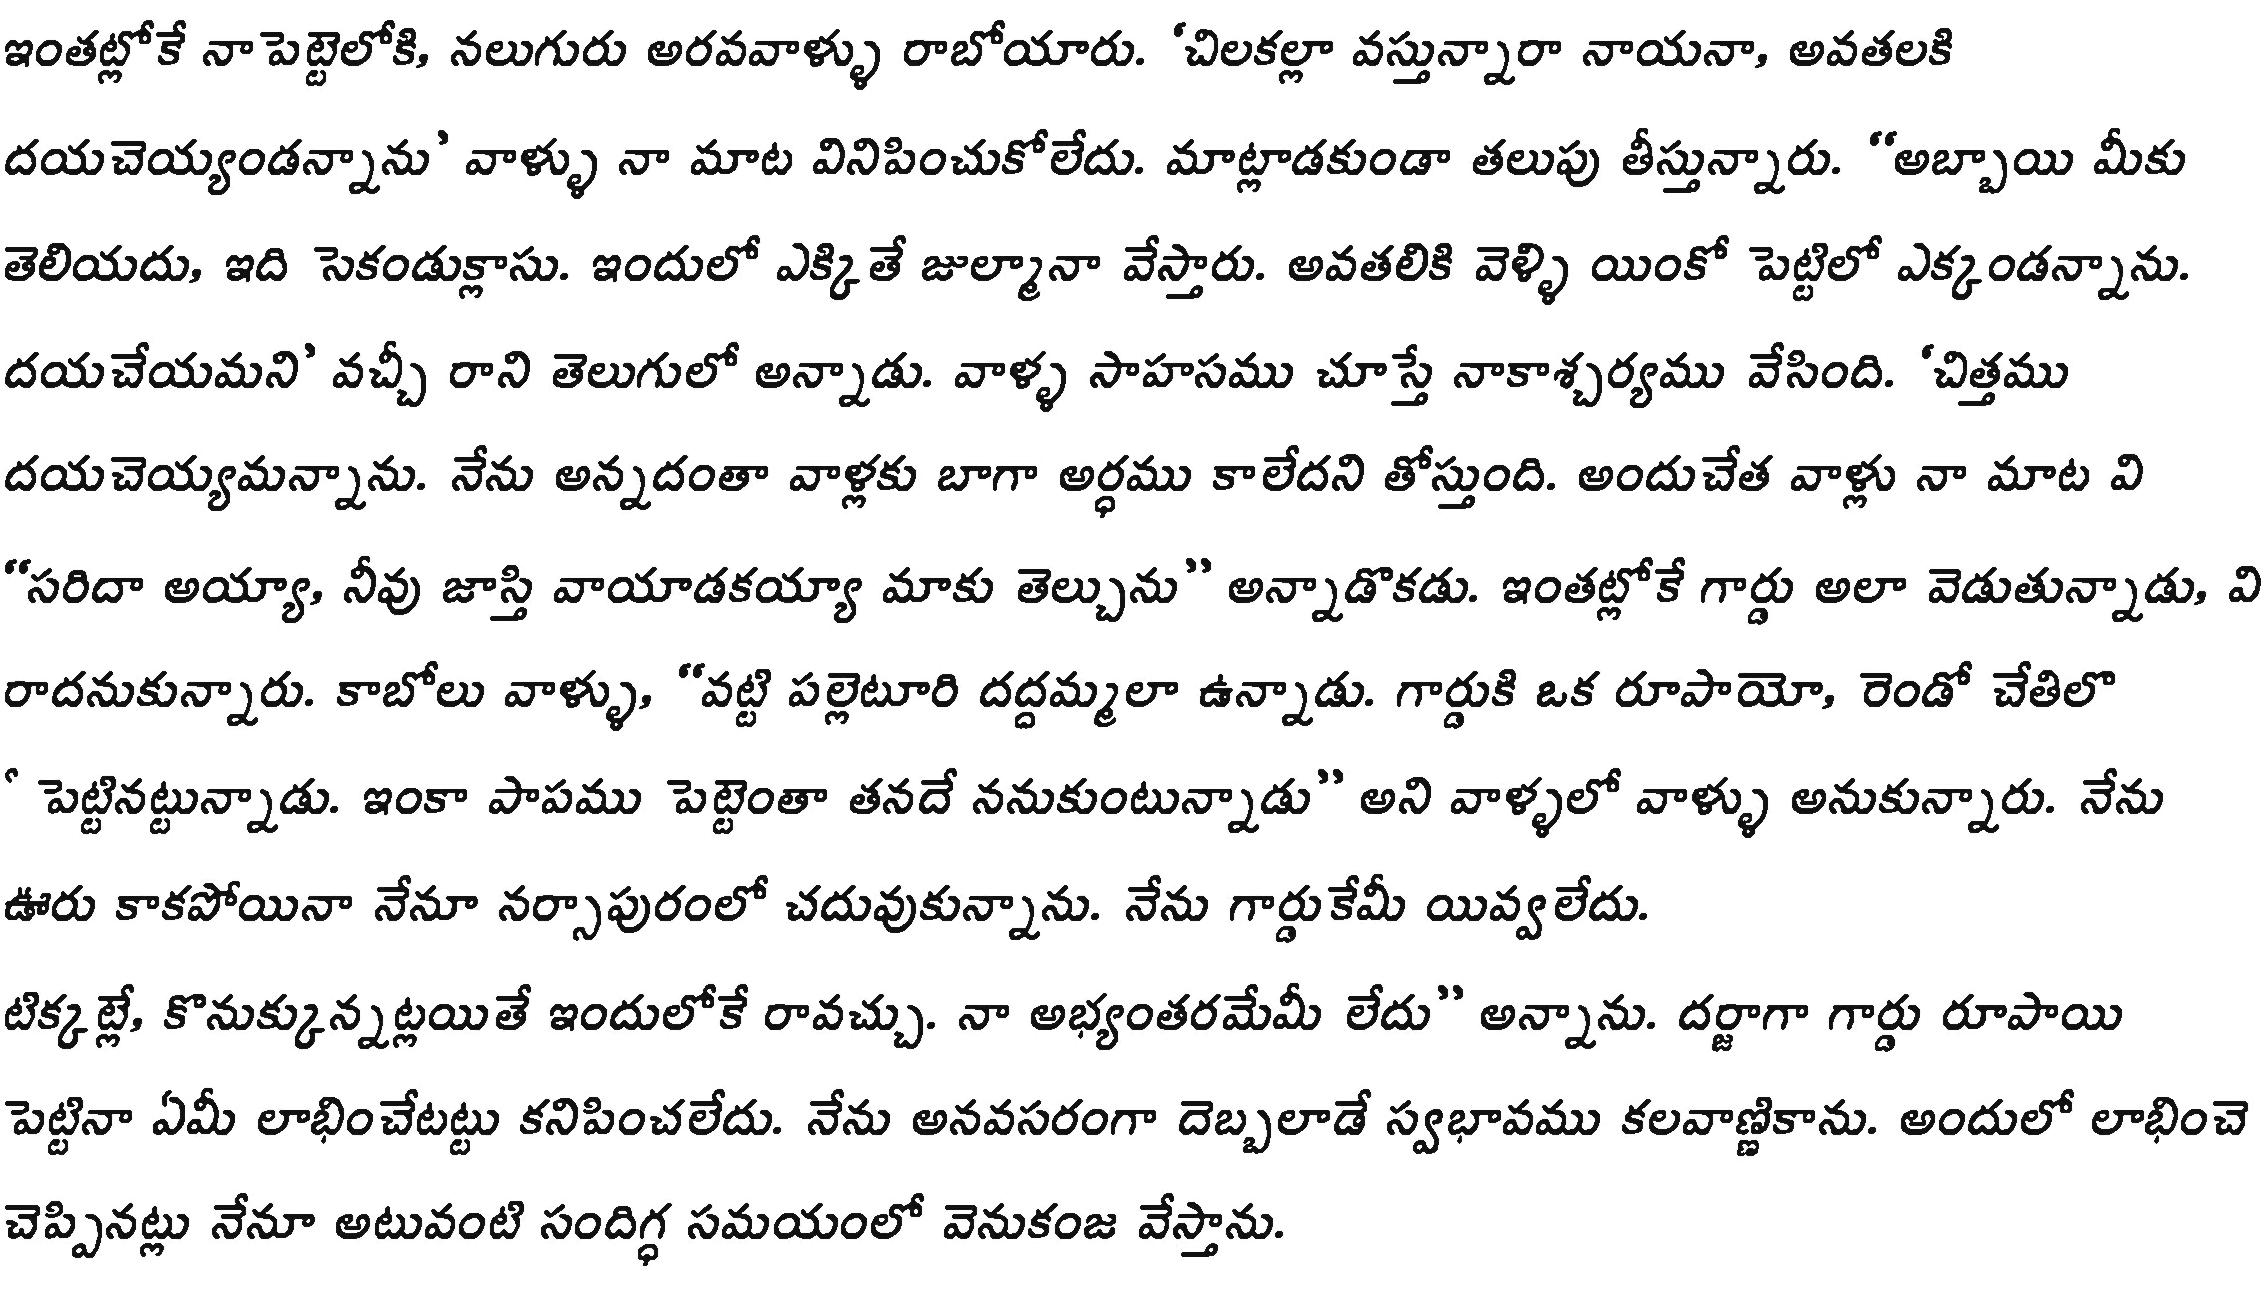 ఇంతట్లోకే నాపెట్టెలోకి, నలుగురు అరవవాళ్ళు రాబోయారు. ‘చిలకల్లా వస్తున్నారా నాయనా, అవతలకి
దయచెయ్యండన్నాను’ వాళ్ళు నా మాట వినిపించుకోలేదు. మాట్లాడకుండా తలుపు తీస్తున్నారు. “అబ్బాయి మీకు
తెలియదు, ఇది సెకండుక్లాసు. ఇందులో ఎక్కితే జుల్మానా వేస్తారు. అవతలికి వెళ్ళి యింకో పెట్టిలో ఎక్కండన్నాను.
దయచేయమని’ వచ్చీ రాని తెలుగులో అన్నాడు. వాళ్ళ సాహసము చూస్తే నాకాశ్చర్యము వేసింది. ‘చిత్తము
దయచెయ్యమన్నాను. నేను అన్నదంతా వాళ్లకు బాగా అర్ధము కాలేదని తోస్తుంది. అందుచేత వాళ్లు నా మాట వి
“సరిదా అయ్యా, నీవు జాస్తి వాయాడకయ్యా మాకు తెల్చును” అన్నాడొకడు. ఇంతట్లోకే గార్డు అలా వెడుతున్నాడు, వి
రాదనుకున్నారు. కాబోలు వాళ్ళు, “వట్టి పల్లెటూరి దద్దమ్మలా ఉన్నాడు. గార్డుకి ఒక రూపాయో, రెండో చేతిలొ
‘ పెట్టినట్టున్నాడు. ఇంకా పాపము పెట్టెంతా తనదే ననుకుంటున్నాడు” అని వాళ్ళలో వాళ్ళు అనుకున్నారు. నేను
ఊరు కాకపోయినా నేనూ నర్సాపురంలో చదువుకున్నాను. నేను గార్డుకేమీ యివ్వలేదు.
టిక్కట్లే, కొనుక్కున్నట్లయితే ఇందులోకే రావచ్చు. నా అభ్యంతరమేమీ లేదు” అన్నాను. దర్జాగా గార్డు రూపాయి
పెట్టినా ఏమీ లాభించేటట్టు కనిపించలేదు. నేను అనవసరంగా దెబ్బలాడే స్వభావము కలవాణ్ణికాను. అందులో లాభించె
చెప్పినట్లు నేనూ అటువంటి సందిగ్ధ సమయంలో వెనుకంజ వేస్తాను.